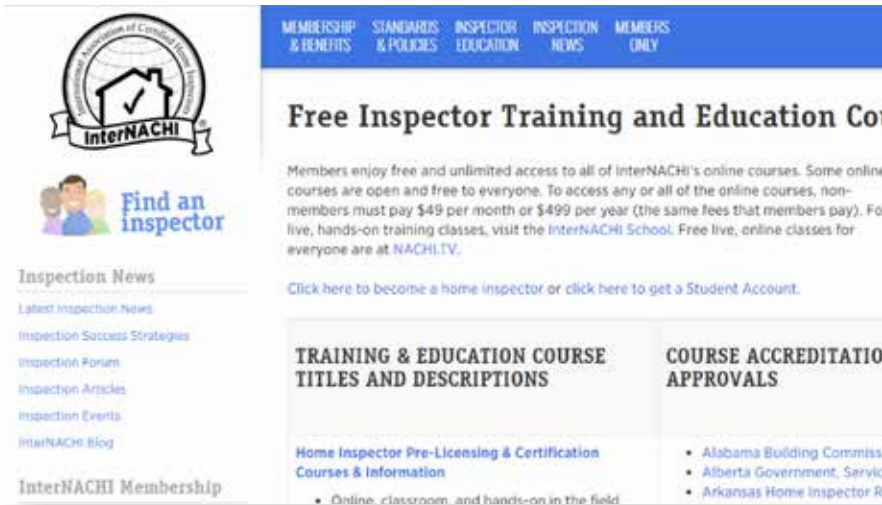 International Association of Certified Home Inspectors
InterNACHI
®
Find an
inspector
Inspection News
Latest Inspection News
Inspection Success Strategies
Inspection Forum
Inspection Articles
Inspection Events
InterNACHI Blog
InterNACHI Membership
MEMBERSHIP STANDARDS INSPECTOR INSPECTION MEMBERS
& BENEFITS & POLICIES EDUCATION NEWS ONLY
Free Inspector Training and Education Co
Members enjoy free and unlimited access to all of InterNACHI's online courses. Some online
courses are open and free to everyone. To access any or all of the online courses, non-
members must pay $49 per month or $499 per year (the same fees that members pay). Fo
live, hands-on training classes, visit the InterNACHI School. Free live, online classes for
everyone are at NACHI.TV.
Click here to become a home inspector or click here to get a Student Account.
TRAINING & EDUCATION COURSE
TITLES AND DESCRIPTIONS
Home Inspector Pre-Licensing & Certification
Courses & Information
• Online, classroom, and hands-on in the field
COURSE ACCREDITATIO
APPROVALS
• Alabama Building Commiss
• Alberta Government, Servic
• Arkansas Home Inspector R